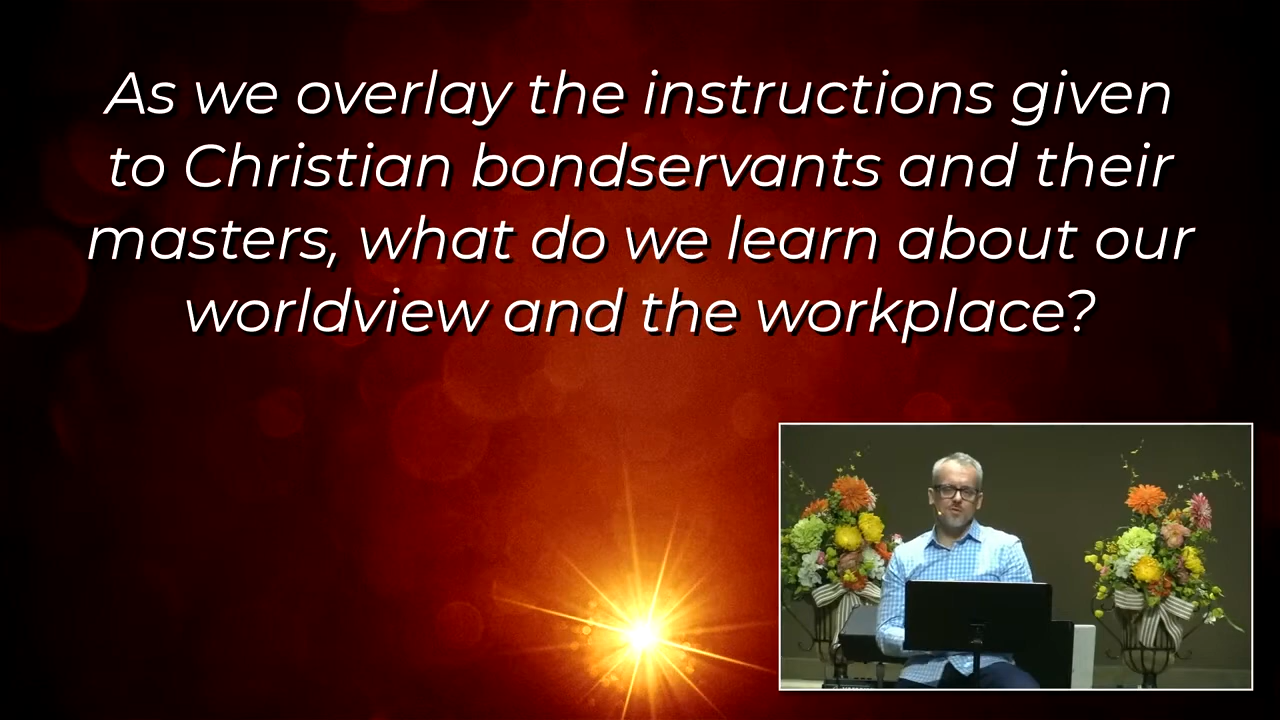 As we overlay the instructions given
to Christian bondservants and their
masters, what do we learn about our
worldview and the workplace?